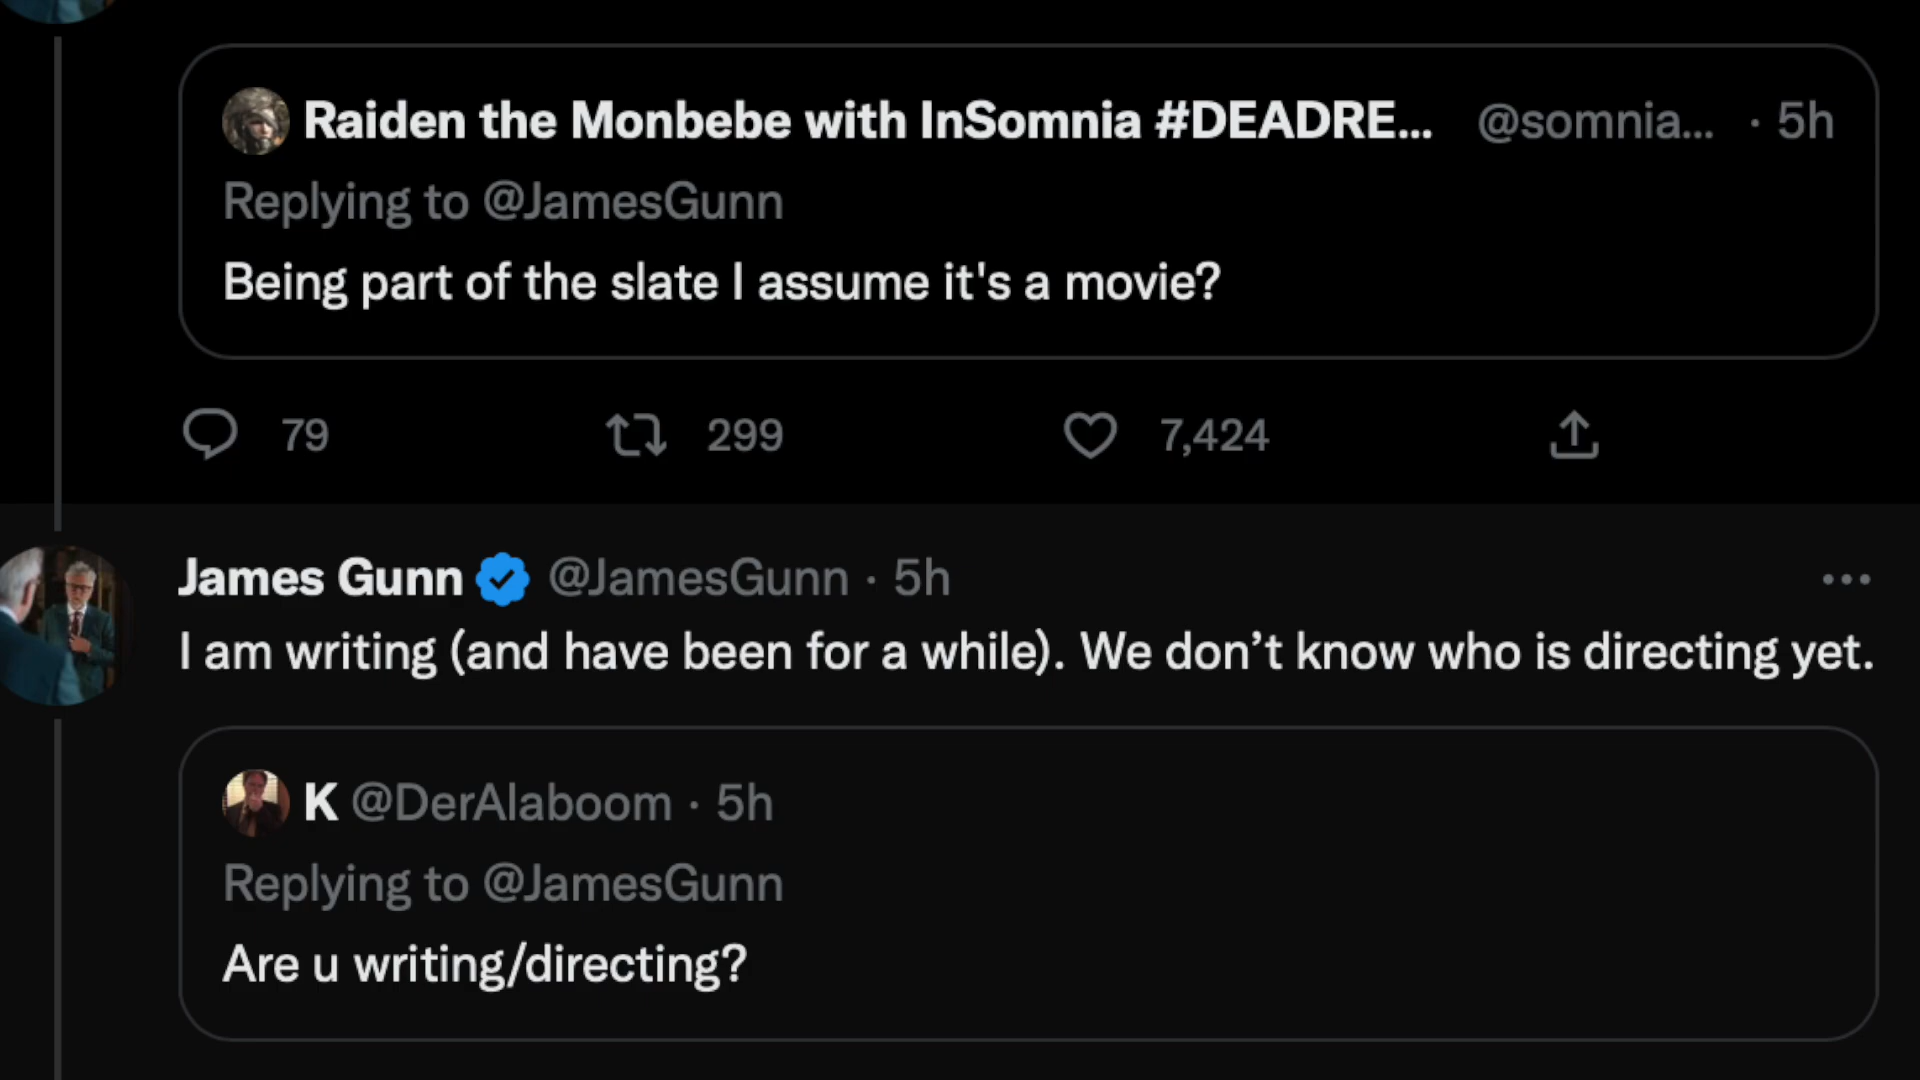 Raiden the Monbebe with InSomnia #DEADRE... @somnia... · 5h
Replying to @JamesGunn
Being part of the slate I assume it's a movie?
79 299 7,424
James Gunn @JamesGunn · 5h
I am writing (and have been for a while). We don’t know who is directing yet.
K @DerAlaboom · 5h
Replying to @JamesGunn
Are u writing/directing?